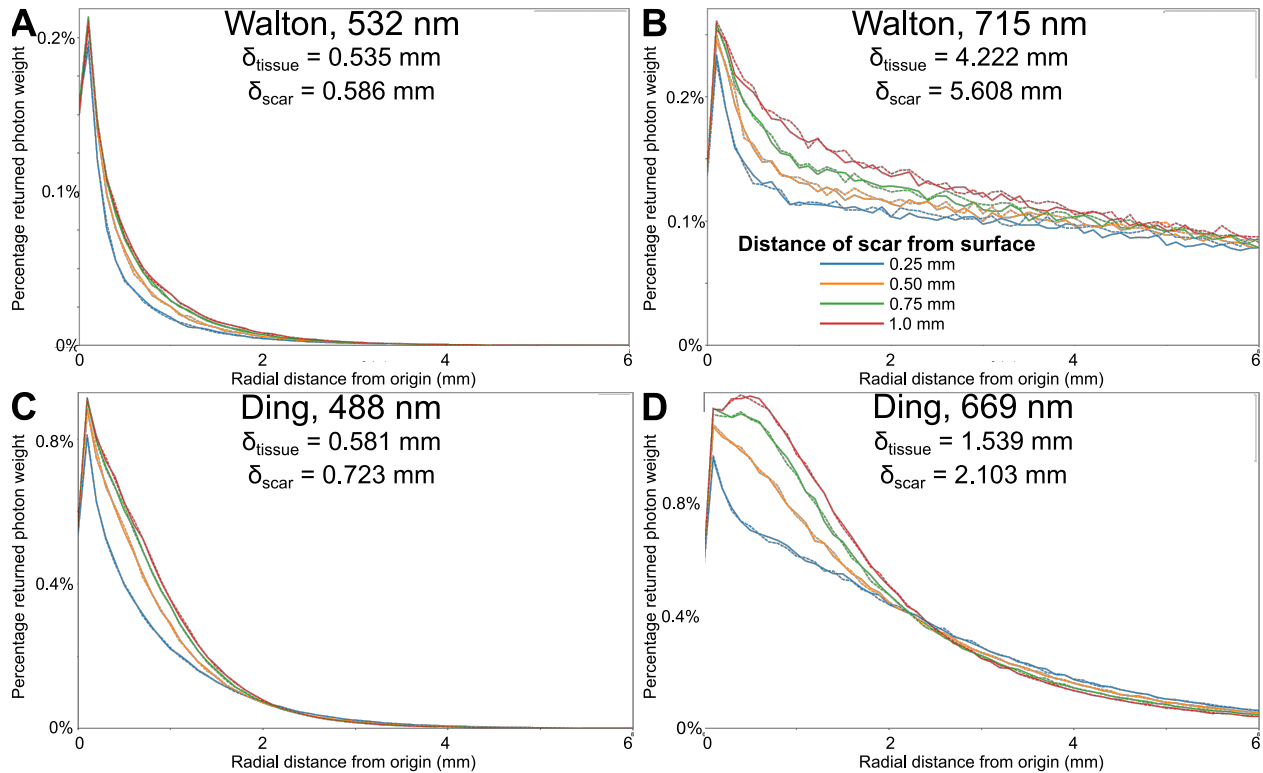 A
Walton, 532 nm
δtissue = 0.535 mm
δscar = 0.586 mm
Percentage returned photon weight
0.2%
0.1%
0%
0
2
4
6
Radial distance from origin (mm)
B
Walton, 715 nm
δtissue = 4.222 mm
δscar = 5.608 mm
Percentage returned photon weight
0.2%
0.1%
0%
Distance of scar from surface
0.25 mm
0.50 mm
0.75 mm
1.0 mm
0
2
4
6
Radial distance from origin (mm)
C
Ding, 488 nm
δtissue = 0.581 mm
δscar = 0.723 mm
Percentage returned photon weight
0.8%
0.4%
0%
0
2
4
6
Radial distance from origin (mm)
D
Ding, 669 nm
δtissue = 1.539 mm
δscar = 2.103 mm
Percentage returned photon weight
0.8%
0.4%
0%
0
2
4
6
Radial distance from origin (mm)